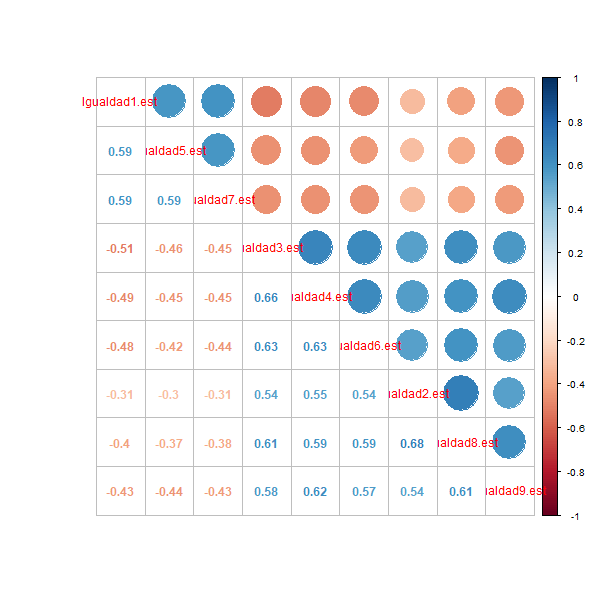 Igualdad1.est
0.59 ualdad5.est
0.59 0.59 ualdad7.est
-0.51 -0.46 -0.45 ualdad3.est
-0.49 -0.45 -0.45 0.66 ualdad4.est
-0.48 -0.42 -0.44 0.63 0.63 ualdad6.est
-0.31 -0.3 -0.31 0.54 0.55 0.54 ualdad2.est
-0.4 -0.37 -0.38 0.61 0.59 0.59 0.68 ualdad8.est
-0.43 -0.44 -0.43 0.58 0.62 0.57 0.54 0.61 ualdad9.est
1
0.8
0.6
0.4
0.2
0
-0.2
-0.4
-0.6
-0.8
-1